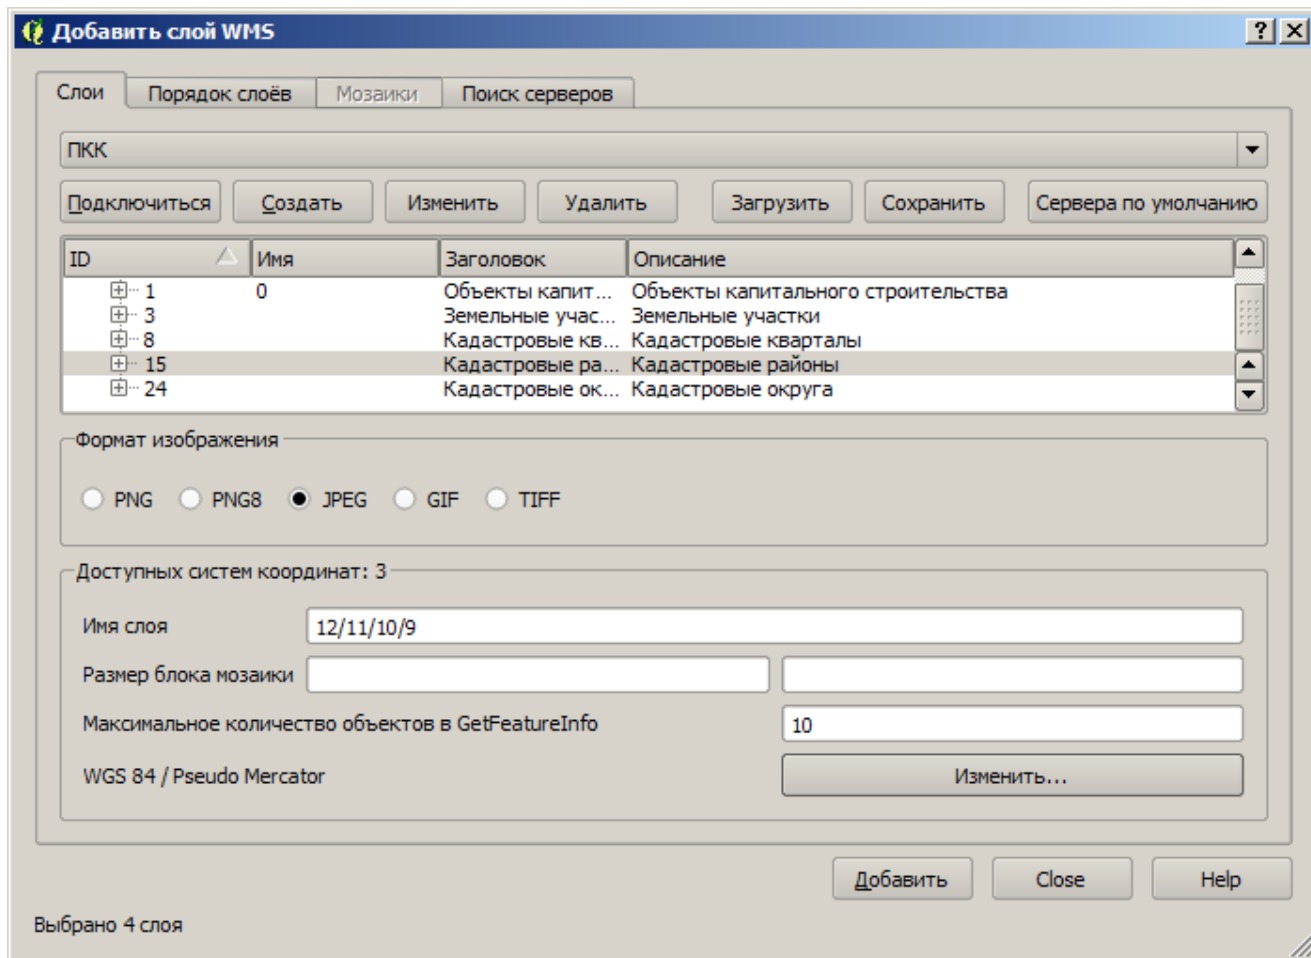 Добавить слой WMS
Слои Порядок слоёв Мозаики Поиск серверов
ПКК
Подключиться Создать Изменить Удалить Загрузить Сохранить Сервера по умолчанию
ID Имя Заголовок Описание
1 0 Объекты капит... Объекты капитального строительства
3 Земельные учас... Земельные участки
8 Кадастровые кв... Кадастровые кварталы
15 Кадастровые ра... Кадастровые районы
24 Кадастровые ок... Кадастровые округа
Формат изображения
PNG PNG8 JPEG GIF TIFF
Доступных систем координат: 3
Имя слоя 12/11/10/9
Размер блока мозаики
Максимальное количество объектов в GetFeatureInfo 10
WGS 84 / Pseudo Mercator Изменить...
Добавить Close Help
Выбрано 4 слоя